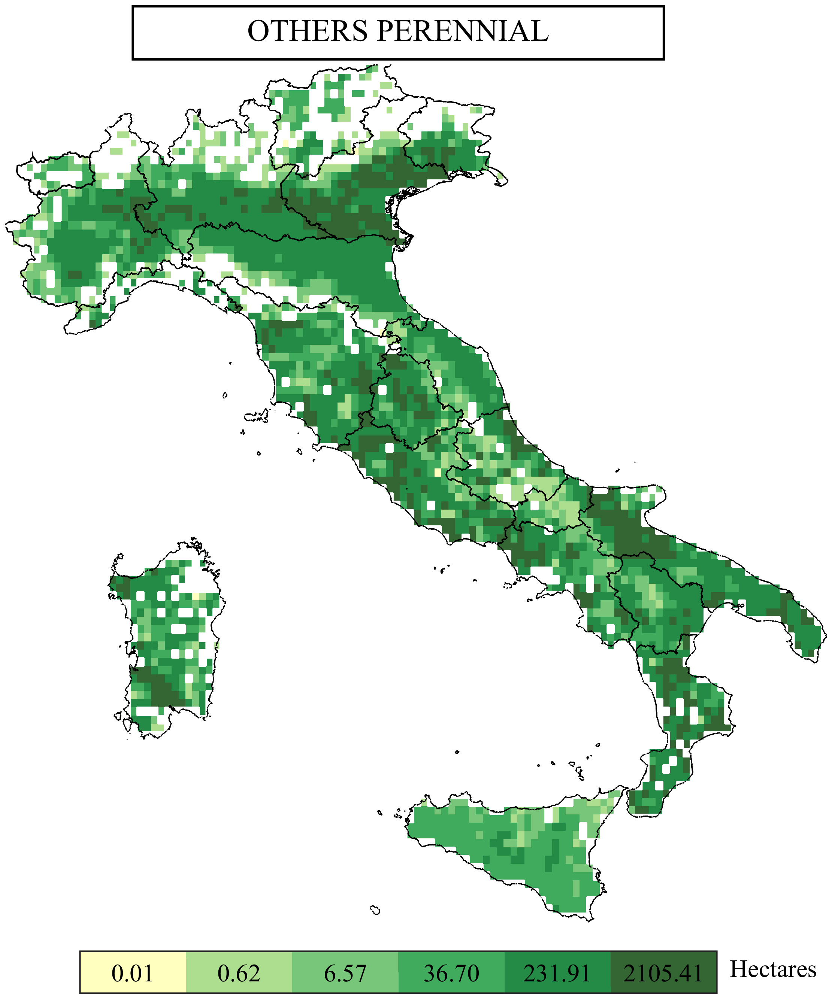 OTHERS PERENNIAL
0.01 0.62 6.57 36.70 231.91 2105.41 Hectares